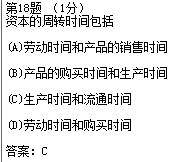 第18题 （1分）
资本的周转时间包括
(A)劳动时间和产品的销售时间
(B)产品的购买时间和生产时间
(C)生产时间和流通时间
(D)劳动时间和购买时间
答案：C